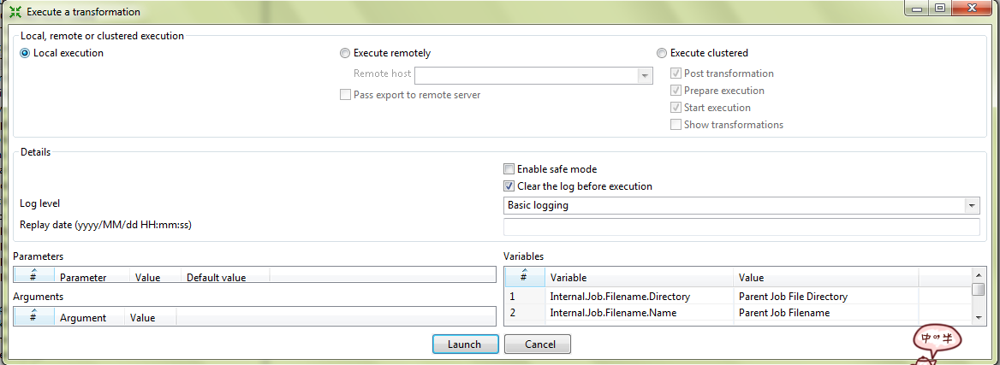 Execute a transformation
Local, remote or clustered execution
Local execution
Execute remotely
Execute clustered
Remote host
Post transformation
Prepare execution
Pass export to remote server
Start execution
Show transformations
Details
Enable safe mode
Clear the log before execution
Log level
Basic logging
Replay date (yyyy/MM/dd HH:mm:ss)
Parameters
# Parameter Value Default value
Arguments
# Argument Value
Variables
# Variable Value
1 Internal.Job.Filename.Directory Parent Job File Directory
2 Internal.Job.Filename.Name Parent Job Filename
Launch
Cancel
中 半